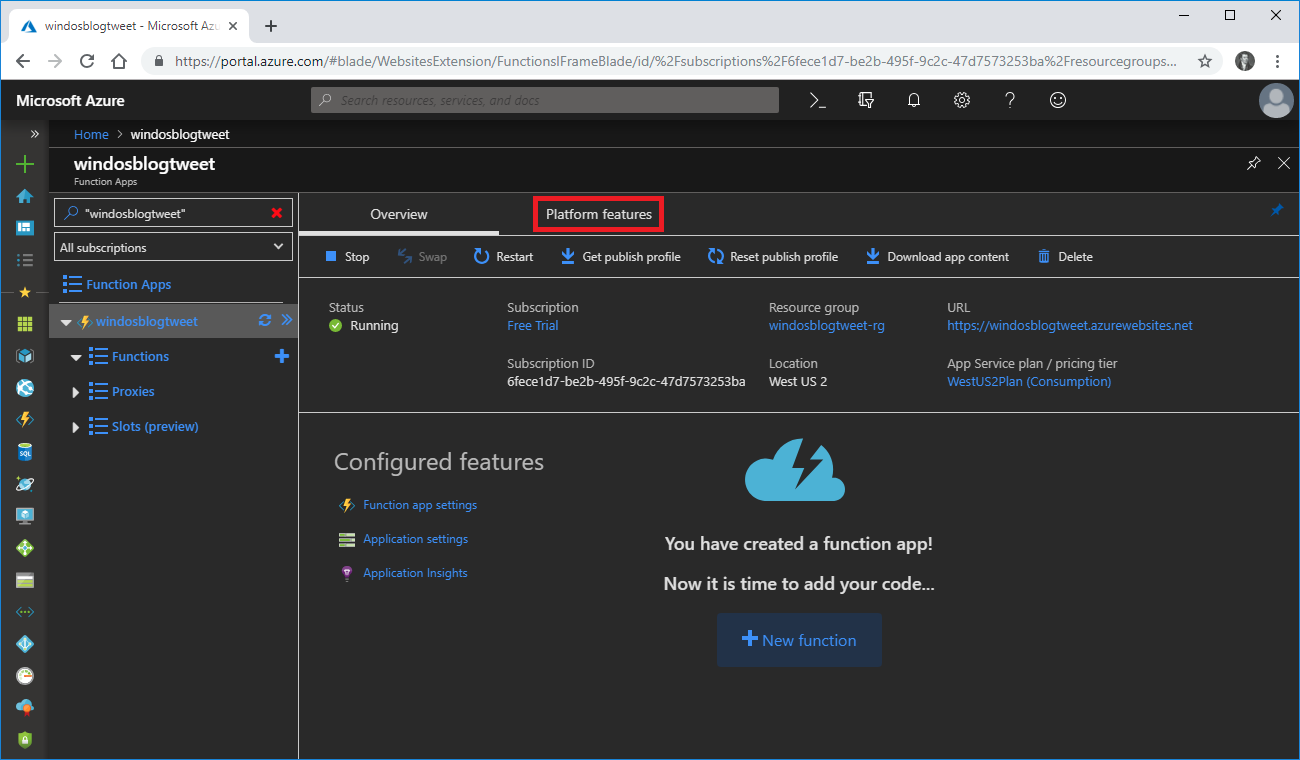 windosblogtweet - Microsoft Azu
https://portal.azure.com/#blade/WebsitesExtension/FunctionsIFrameBlade/id/%2Fsubscriptions%2F6fece1d7-be2b-495f-9c2c-47d7573253ba%2Fresourcegroups...
Microsoft Azure
Search resources, services, and docs
Home > windosblogtweet
windosblogtweet
Function Apps
"windosblogtweet"
All subscriptions
Function Apps
windosblogtweet
Functions
Proxies
Slots (preview)
Overview
Platform features
Stop
Swap
Restart
Get publish profile
Reset publish profile
Download app content
Delete
Status
Running
Subscription
Free Trial
Resource group
windosblogtweet-rg
URL
https://windosblogtweet.azurewebsites.net
Subscription ID
6fece1d7-be2b-495f-9c2c-47d7573253ba
Location
West US 2
App Service plan / pricing tier
WestUS2Plan (Consumption)
Configured features
Function app settings
Application settings
Application Insights
You have created a function app!
Now it is time to add your code...
New function
SQL